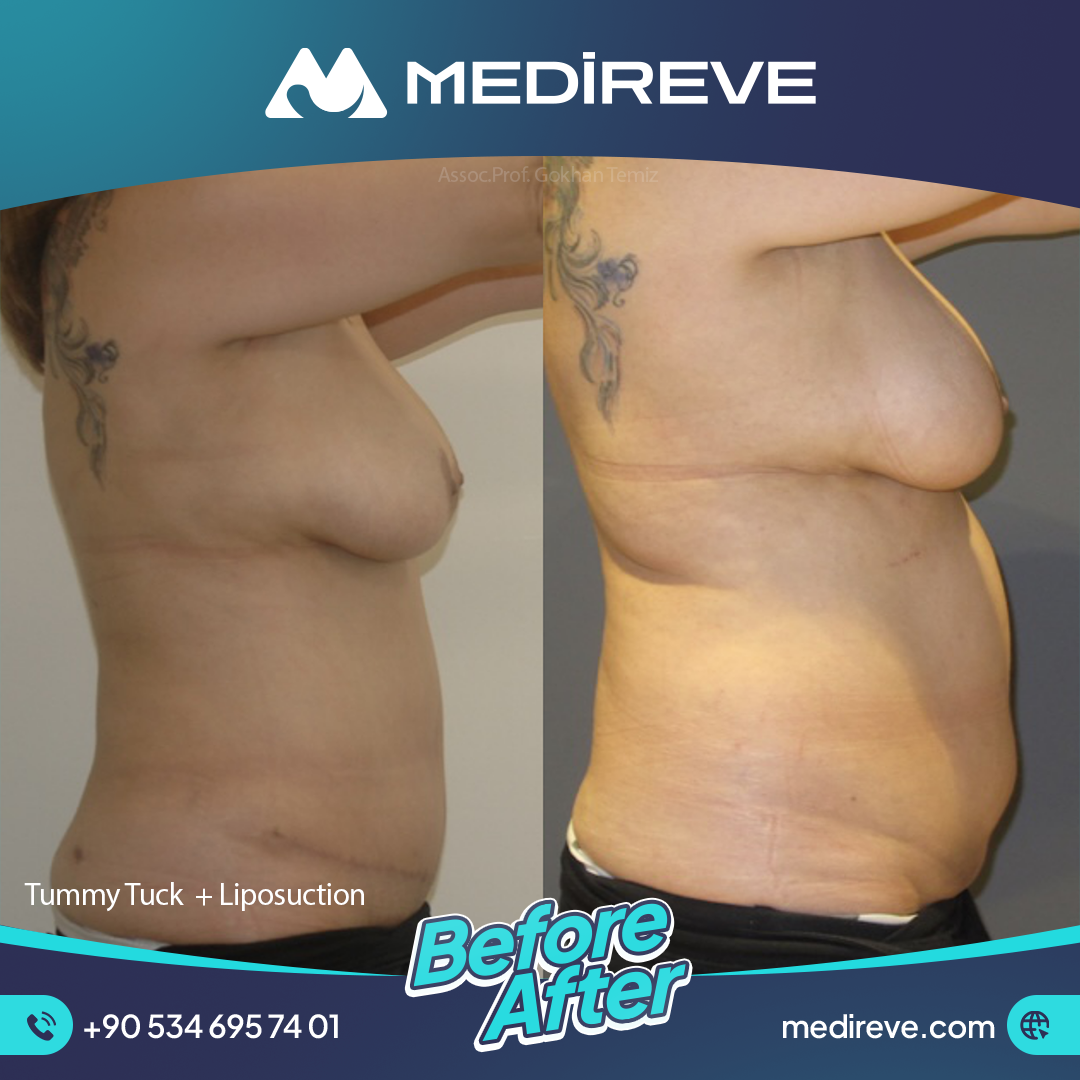 MEDİREVE
Assoc.Prof. Gokhan Temiz
Tummy Tuck + Liposuction
Before
After
+90 534 695 74 01
medireve.com